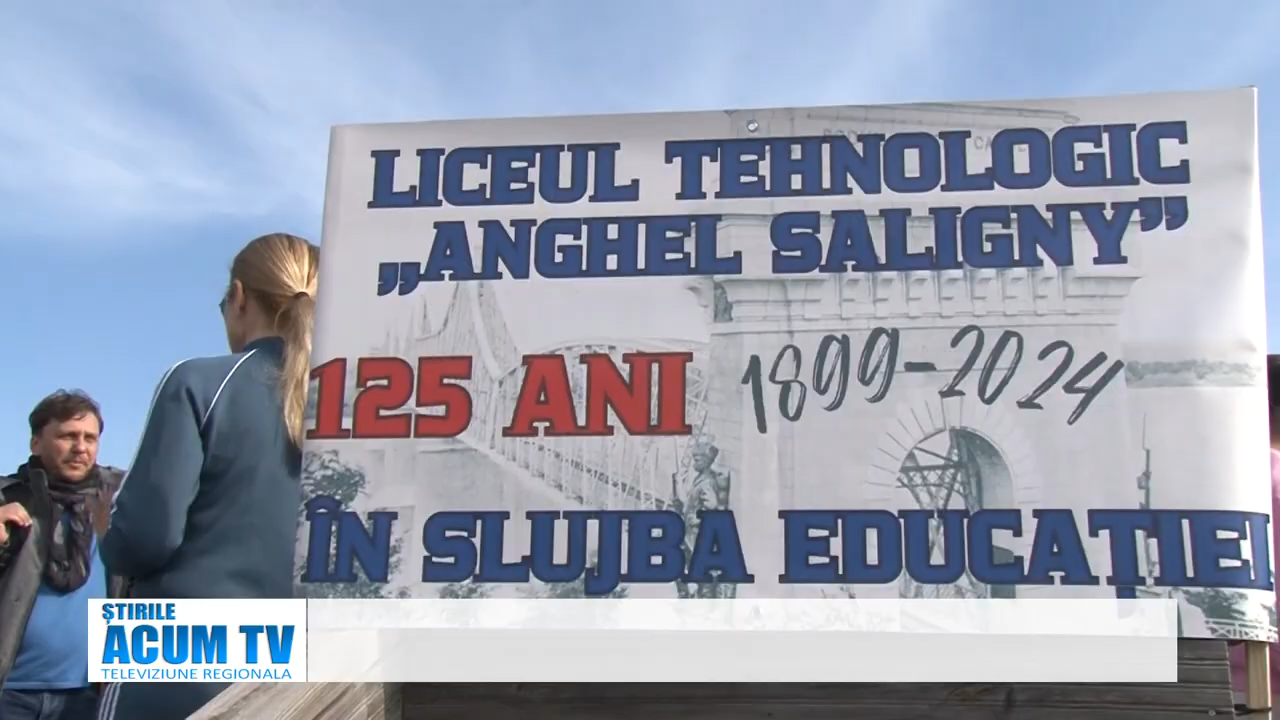 LICEUL TEHNOLOGIC
„ANGHEL SALIGNY”
125 ANI 1899-2024
ÎN SLUJBA EDUCAȚIEI
ȘTIRILE
ACUM TV
TELEVIZIUNE REGIONALA